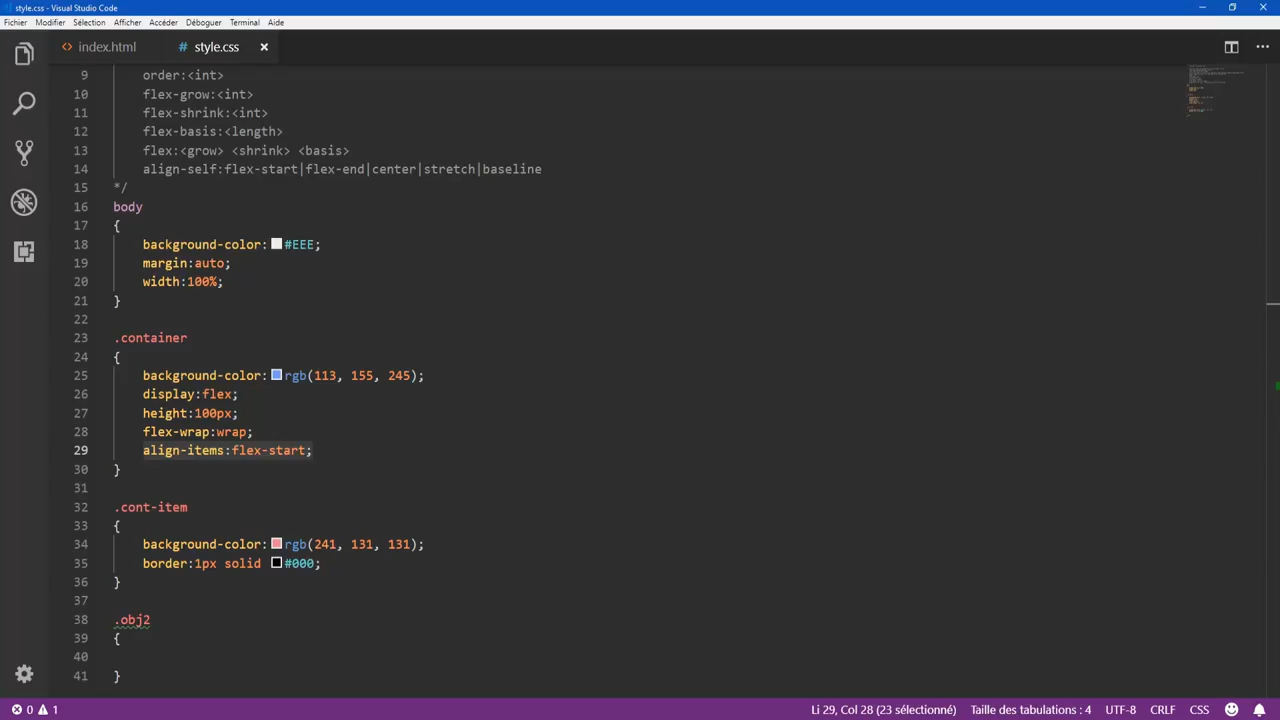 style.css - Visual Studio Code
Fichier Modifier Sélection Afficher Accéder Déboguer Terminal Aide
index.html # style.css
9 order:<int>
10 flex-grow:<int>
11 flex-shrink:<int>
12 flex-basis:<length>
13 flex:<grow> <shrink> <basis>
14 align-self:flex-start|flex-end|center|stretch|baseline
15 */
16 body
17 {
18 background-color: #EEE;
19 margin:auto;
20 width:100%;
21 }
22
23 .container
24 {
25 background-color: rgb(113, 155, 245);
26 display:flex;
27 height:100px;
28 flex-wrap:wrap;
29 align-items:flex-start;
30 }
31
32 .cont-item
33 {
34 background-color: rgb(241, 131, 131);
35 border:1px solid #000;
36 }
37
38 .obj2
39 {
40
41 }
0 1 Li 29, Col 28 (23 sélectionné) Taille des tabulations : 4 UTF-8 CRLF CSS